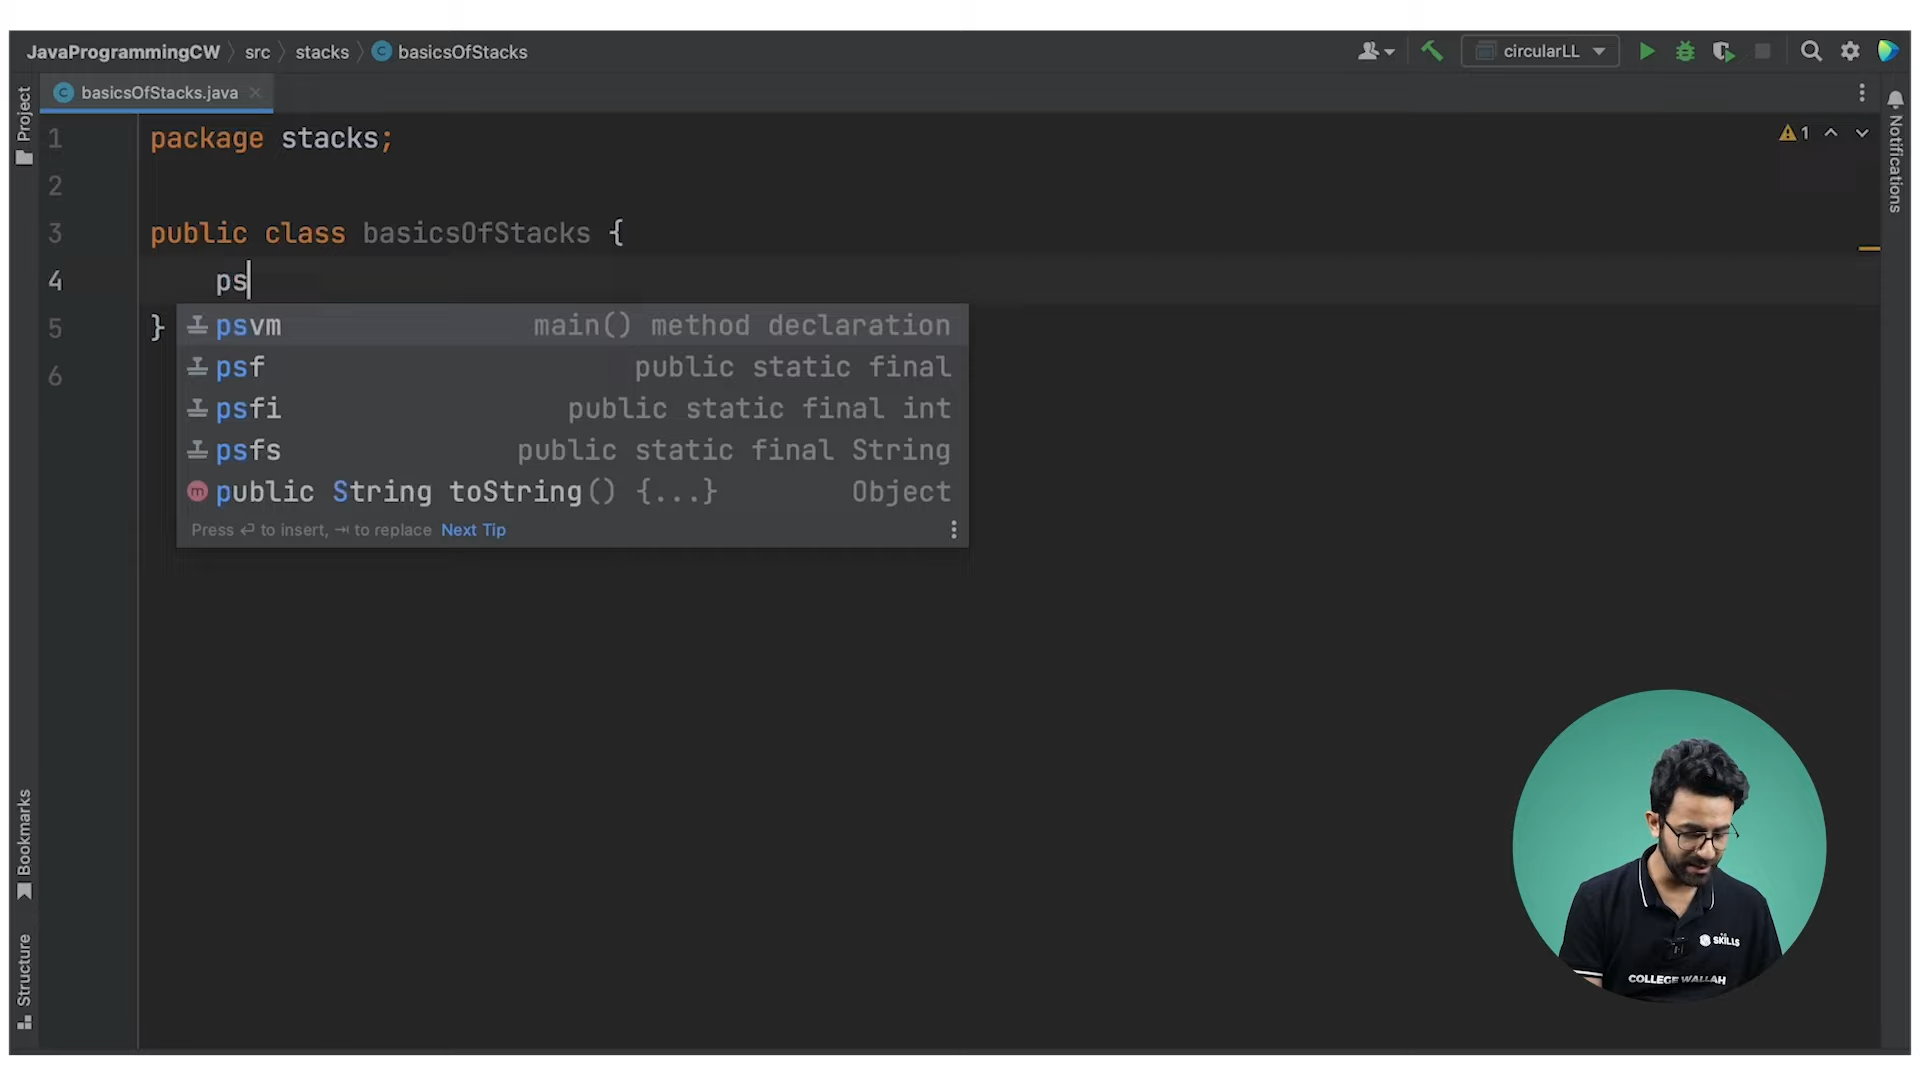 JavaProgrammingCW src stacks basicsOfStacks
circularLL
basicsOfStacks.java
Project
Notifications
1 package stacks;
1
2
3 public class basicsOfStacks {
4 ps
5 }
6
psvm main() method declaration
psf public static final
psfi public static final int
psfs public static final String
public String toString() {...} Object
Press ↵ to insert, ⇥ to replace Next Tip
Bookmarks
Structure
SKILLS
COLLEGE WALLAH